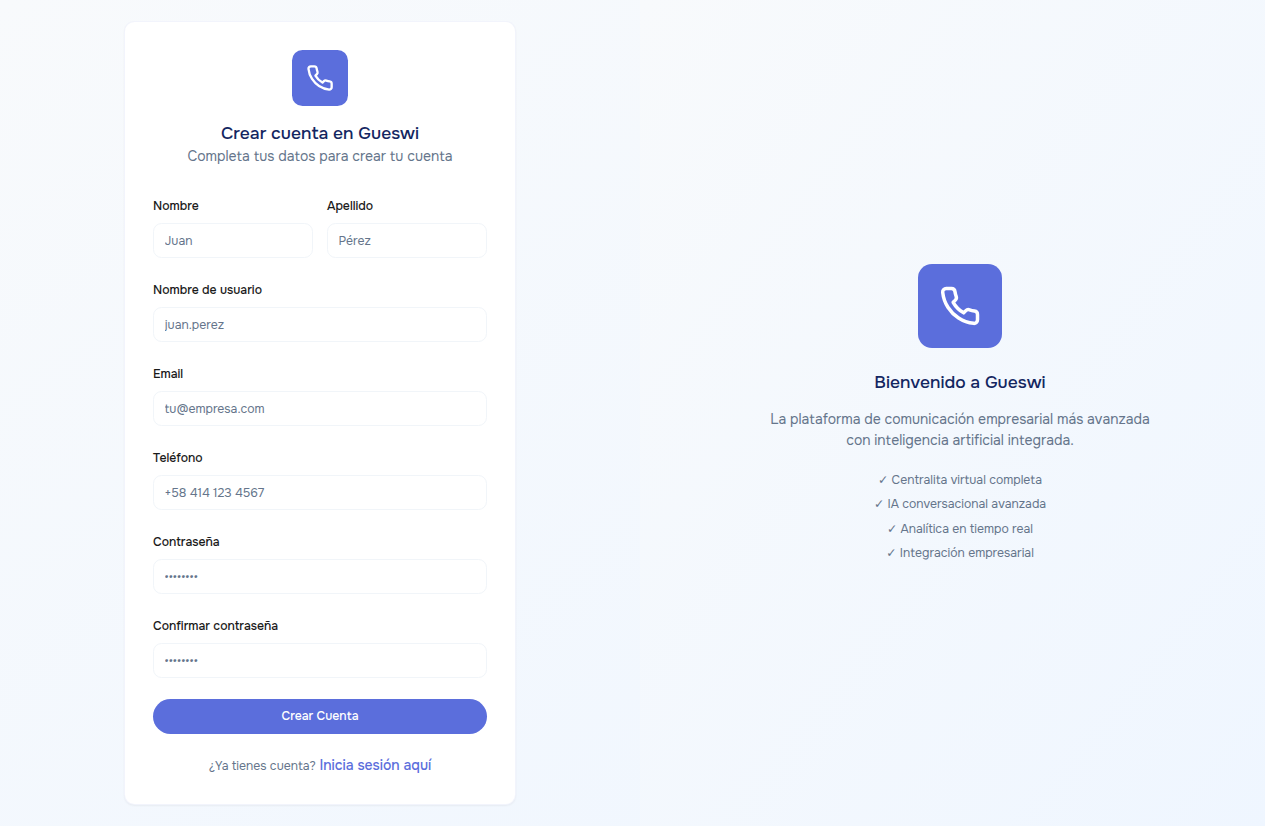 Crear cuenta en Gueswi
Completa tus datos para crear tu cuenta
Nombre
Apellido
Juan
Pérez
Nombre de usuario
juan.perez
Email
tu@empresa.com
Teléfono
+58 414 123 4567
Contraseña
••••••••
Confirmar contraseña
••••••••
Crear Cuenta
¿Ya tienes cuenta? Inicia sesión aquí
Bienvenido a Gueswi
La plataforma de comunicación empresarial más avanzada
con inteligencia artificial integrada.
✓ Centralita virtual completa
✓ IA conversacional avanzada
✓ Analítica en tiempo real
✓ Integración empresarial